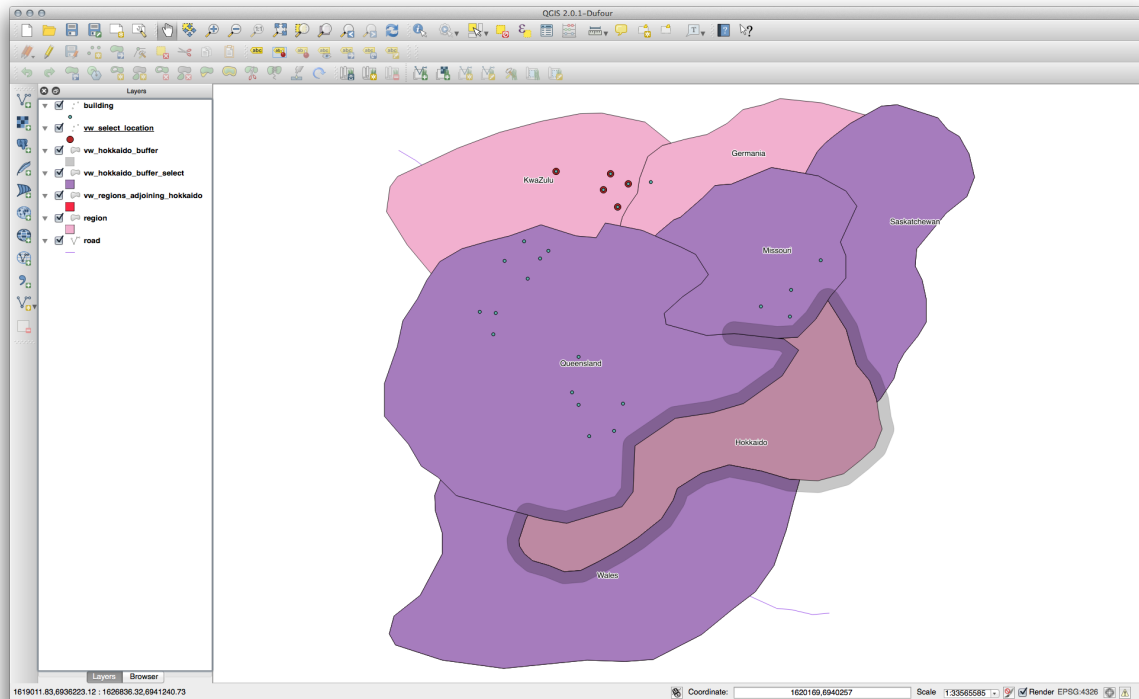 QGIS 2.0.1-Dufour
Layers
building
vw_select_location
vw_hokkaido_buffer
vw_hokkaido_buffer_select
vw_regions_adjoining_hokkaido
region
road
Germania
KwaZulu
Saskatchewan
Missouri
Queensland
Hokkaido
Wales
Layers Browser
1619011.83,6936223.12 : 1626836.32,6941240.73 Coordinate: 1620169,6940257 Scale 1:33565585 Render EPSG:4326